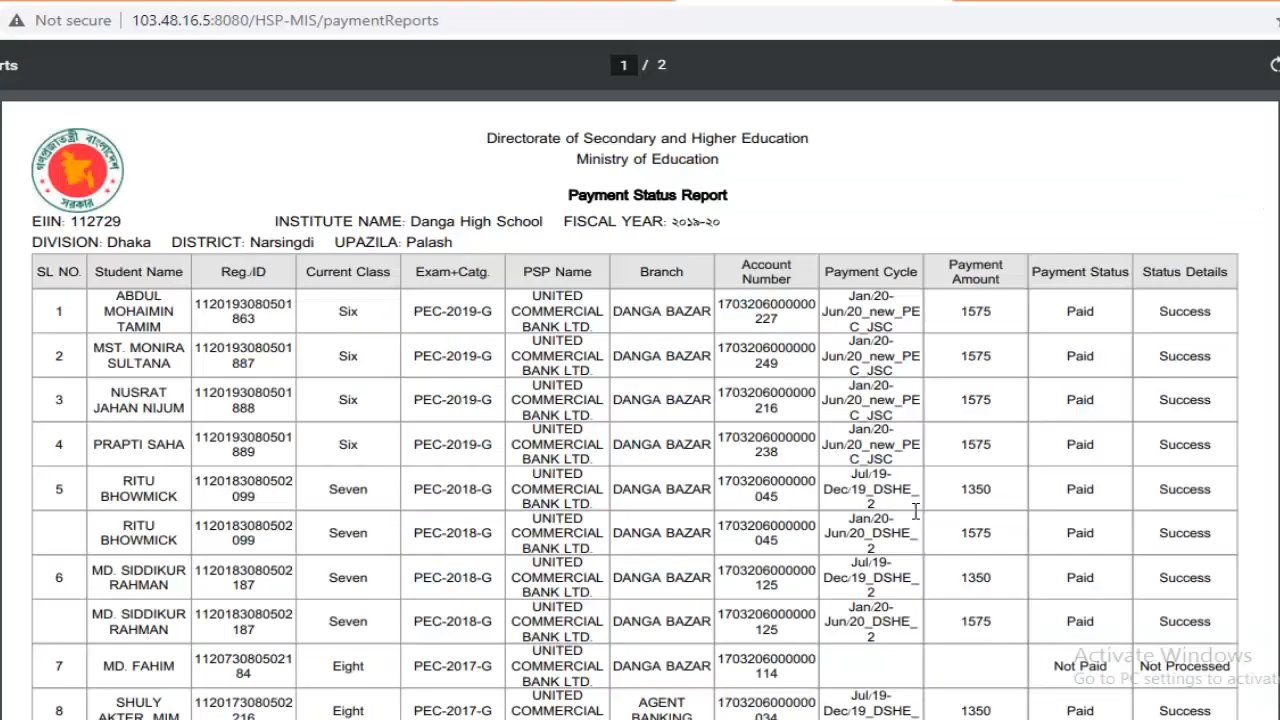 Not secure 103.48.16.5:8080/HSP-MIS/paymentReports
rts 1 / 2
গণপ্রজাতন্ত্রী বাংলাদেশ
সরকার
Directorate of Secondary and Higher Education
Ministry of Education
Payment Status Report
EIIN: 112729 INSTITUTE NAME: Danga High School FISCAL YEAR: ২০১৯-২০
DIVISION: Dhaka DISTRICT: Narsingdi UPAZILA: Palash
SL NO. Student Name Reg./ID Current Class Exam+Catg. PSP Name Branch Account Number Payment Cycle Payment Amount Payment Status Status Details
1 ABDUL MOHAIMIN TAMIM 1120193080501863 Six PEC-2019-G UNITED COMMERCIAL BANK LTD. DANGA BAZAR 1703206000000227 Jan/20-Jun/20_new_PEC_JSC 1575 Paid Success
2 MST. MONIRA SULTANA 1120193080501887 Six PEC-2019-G UNITED COMMERCIAL BANK LTD. DANGA BAZAR 1703206000000249 Jan/20-Jun/20_new_PEC_JSC 1575 Paid Success
3 NUSRAT JAHAN NIJUM 1120193080501888 Six PEC-2019-G UNITED COMMERCIAL BANK LTD. DANGA BAZAR 1703206000000216 Jan/20-Jun/20_new_PEC_JSC 1575 Paid Success
4 PRAPTI SAHA 1120193080501889 Six PEC-2019-G UNITED COMMERCIAL BANK LTD. DANGA BAZAR 1703206000000238 Jan/20-Jun/20_new_PEC_JSC 1575 Paid Success
5 RITU BHOWMICK 1120183080502099 Seven PEC-2018-G UNITED COMMERCIAL BANK LTD. DANGA BAZAR 1703206000000045 Jul/19-Dec/19_DSHE_2 1350 Paid Success
RITU BHOWMICK 1120183080502099 Seven PEC-2018-G UNITED COMMERCIAL BANK LTD. DANGA BAZAR 1703206000000045 Jan/20-Jun/20_DSHE_2 1575 Paid Success
6 MD. SIDDIKUR RAHMAN 1120183080502187 Seven PEC-2018-G UNITED COMMERCIAL BANK LTD. DANGA BAZAR 1703206000000125 Jul/19-Dec/19_DSHE_2 1350 Paid Success
MD. SIDDIKUR RAHMAN 1120183080502187 Seven PEC-2018-G UNITED COMMERCIAL BANK LTD. DANGA BAZAR 1703206000000125 Jan/20-Jun/20_DSHE_2 1575 Paid Success
7 MD. FAHIM 112073080502184 Eight PEC-2017-G UNITED COMMERCIAL BANK LTD. DANGA BAZAR 1703206000000114 Not Paid Not Processed
8 SHULY AKTER MIM 1120173080502216 Eight PEC-2017-G UNITED COMMERCIAL AGENT BANKING 1703206000000034 Jul/19-Dec/19_DSHE_ 1350 Paid Success
Activate Windows
Go to PC settings to activat